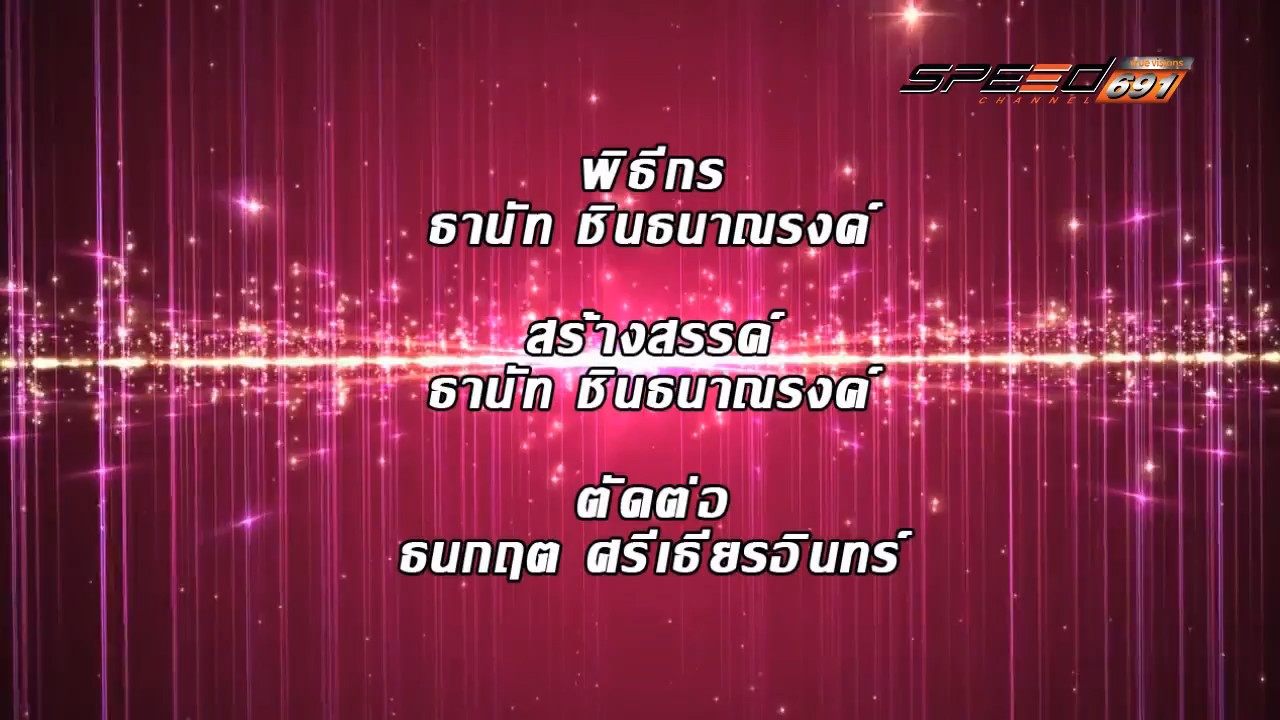 true visions
SPEED 691
CHANNEL
พิธีกร
ธานัท ชินธนาณรงค์
สร้างสรรค์
ธานัท ชินธนาณรงค์
ตัดต่อ
ธนกฤต ศรีเธียรอินทร์